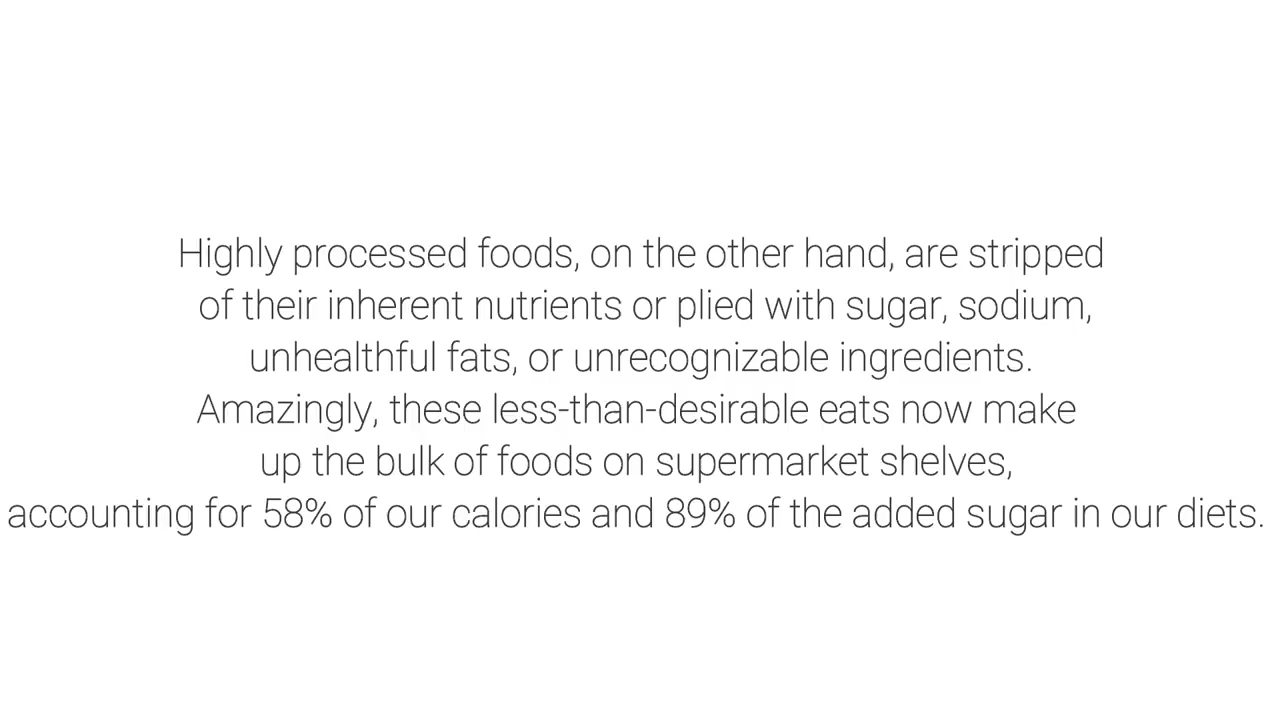 Highly processed foods, on the other hand, are stripped
of their inherent nutrients or plied with sugar, sodium,
unhealthful fats, or unrecognizable ingredients.
Amazingly, these less-than-desirable eats now make
up the bulk of foods on supermarket shelves,
accounting for 58% of our calories and 89% of the added sugar in our diets.